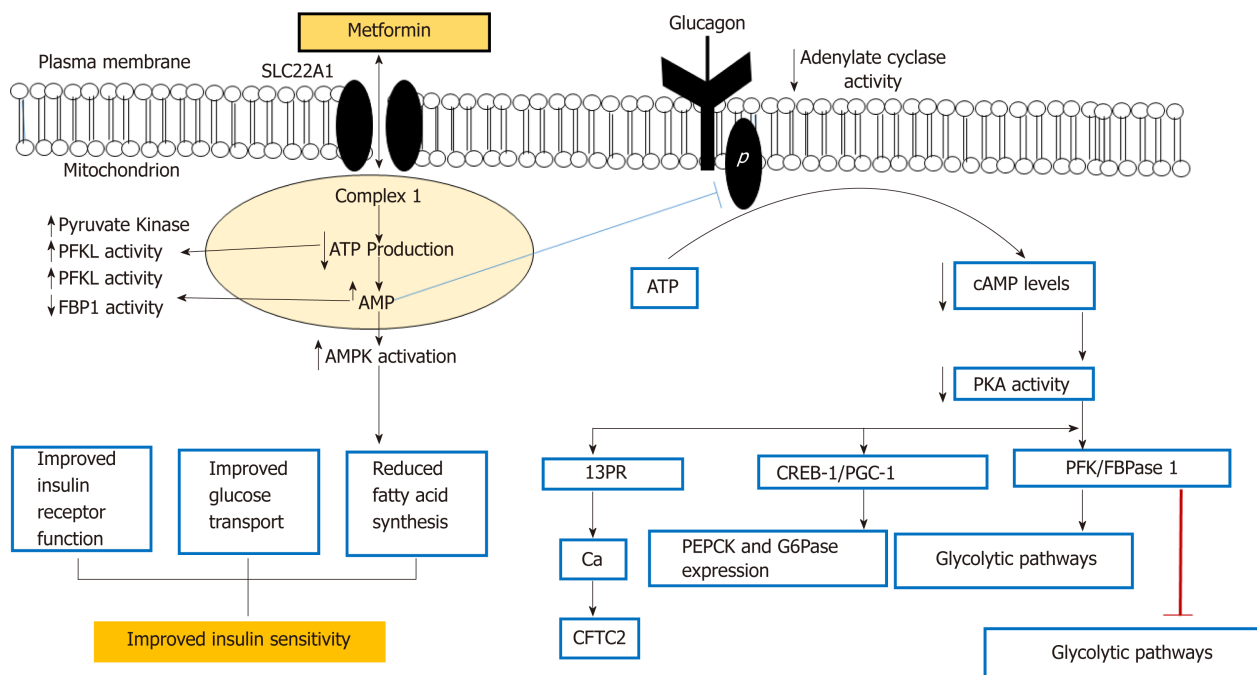 Metformin
Glucagon
Plasma membrane
SLC22A1
Adenylate cyclase
activity
Mitochondrion
p
Complex 1
Pyruvate Kinase
PFKL activity
ATP Production
PFKL activity
FBP1 activity
AMP
AMPK activation
ATP
cAMP levels
PKA activity
Improved
insulin
receptor
function
Improved
glucose
transport
Reduced
fatty acid
synthesis
13PR
CREB-1/PGC-1
PFK/FBPase 1
Ca
PEPCK and G6Pase
expression
Glycolytic pathways
CFTC2
Improved insulin sensitivity
Glycolytic pathways